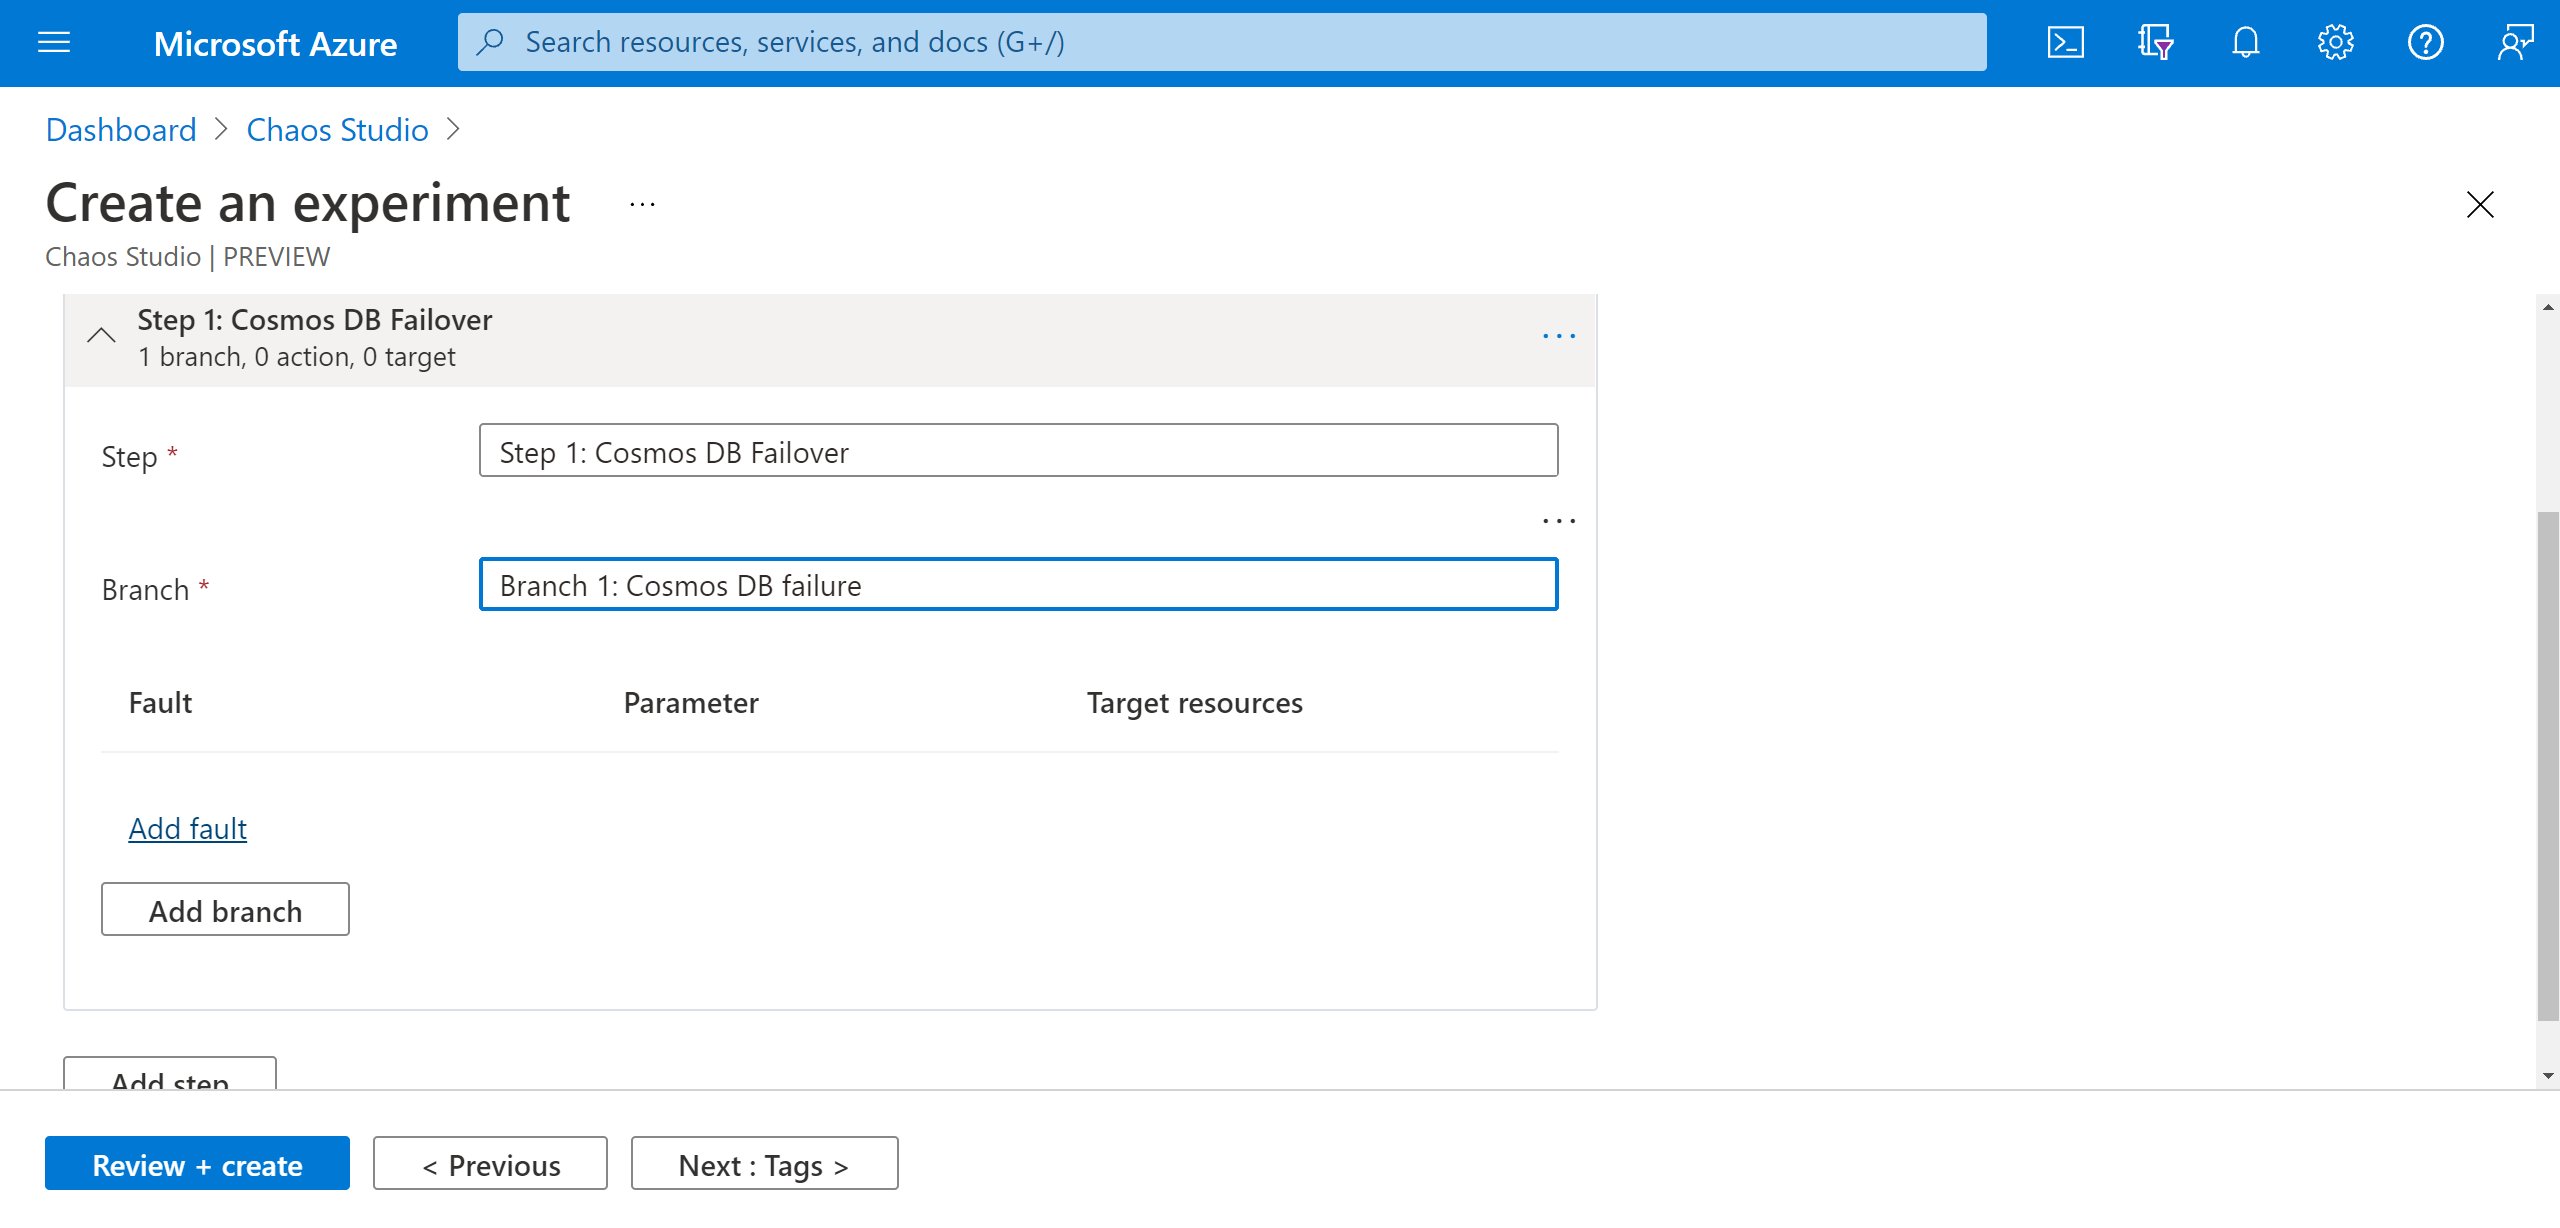 Microsoft Azure
Search resources, services, and docs (G+/)
Dashboard > Chaos Studio >
Create an experiment ...
Chaos Studio | PREVIEW
Step 1: Cosmos DB Failover
1 branch, 0 action, 0 target
Step *
Step 1: Cosmos DB Failover
Branch *
Branch 1: Cosmos DB failure
Fault Parameter Target resources
Add fault
Add branch
Add step
Review + create
< Previous
Next : Tags >